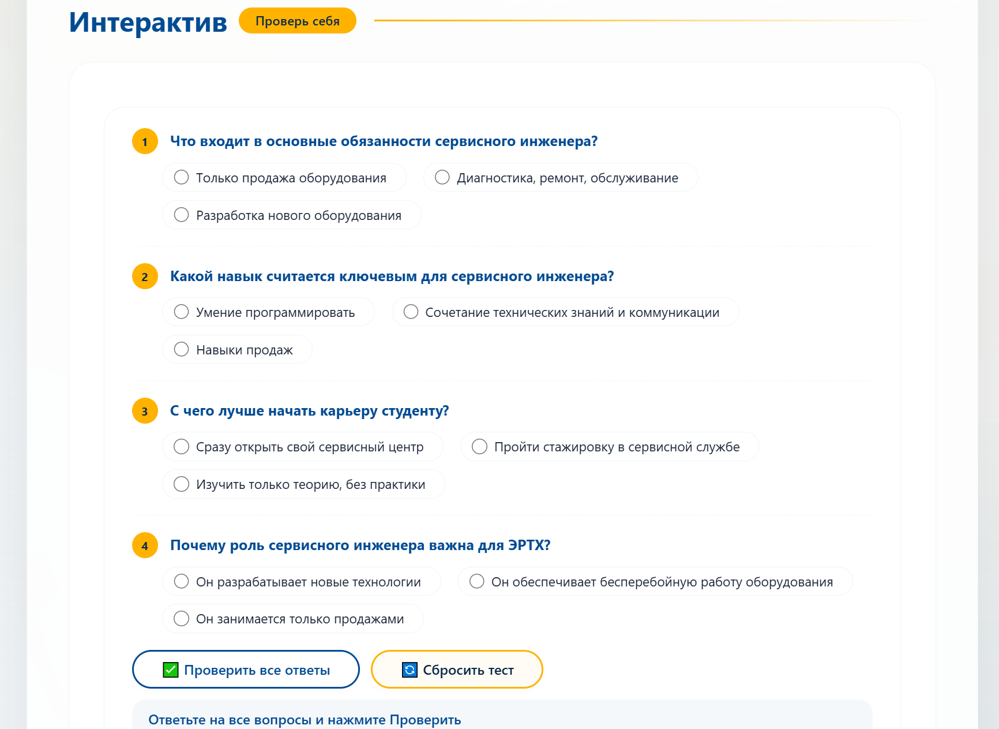 Интерактив Проверь себя
1 Что входит в основные обязанности сервисного инженера?
Только продажа оборудования Диагностика, ремонт, обслуживание
Разработка нового оборудования
2 Какой навык считается ключевым для сервисного инженера?
Умение программировать Сочетание технических знаний и коммуникации
Навыки продаж
3 С чего лучше начать карьеру студенту?
Сразу открыть свой сервисный центр Пройти стажировку в сервисной службе
Изучить только теорию, без практики
4 Почему роль сервисного инженера важна для ЭРТХ?
Он разрабатывает новые технологии Он обеспечивает бесперебойную работу оборудования
Он занимается только продажами
Проверить все ответы Сбросить тест
Ответьте на все вопросы и нажмите Проверить